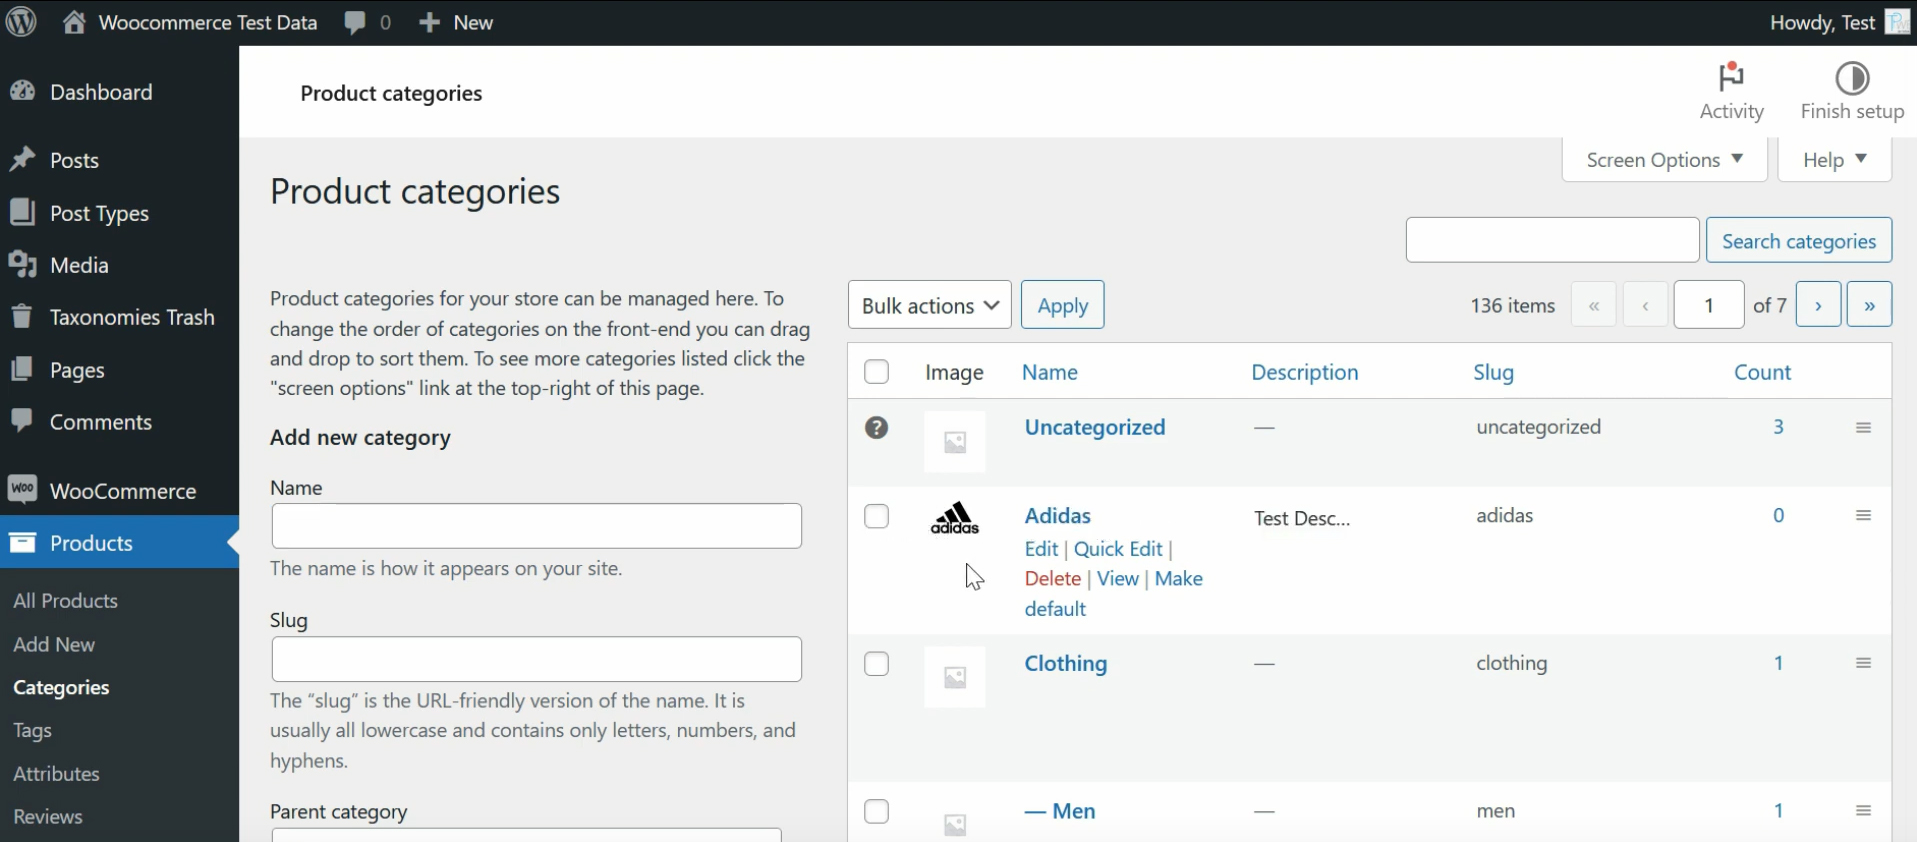 Woocommerce Test Data 0 + New Howdy, Test
Dashboard
Posts
Post Types
Media
Taxonomies Trash
Pages
Comments
Woo WooCommerce
Products
All Products
Add New
Categories
Tags
Attributes
Reviews
Product categories
Activity
Finish setup
Screen Options ▼
Help ▼
Product categories
Search categories
Product categories for your store can be managed here. To
change the order of categories on the front-end you can drag
and drop to sort them. To see more categories listed click the
"screen options" link at the top-right of this page.
Add new category
Name
The name is how it appears on your site.
Slug
The “slug” is the URL-friendly version of the name. It is
usually all lowercase and contains only letters, numbers, and
hyphens.
Parent category
Bulk actions Apply 136 items « ‹ 1 of 7 › »
Image Name Description Slug Count
? Uncategorized — uncategorized 3
adidas Adidas Test Desc... adidas 0
Edit | Quick Edit |
Delete | View | Make
default
Clothing — clothing 1
— Men — men 1